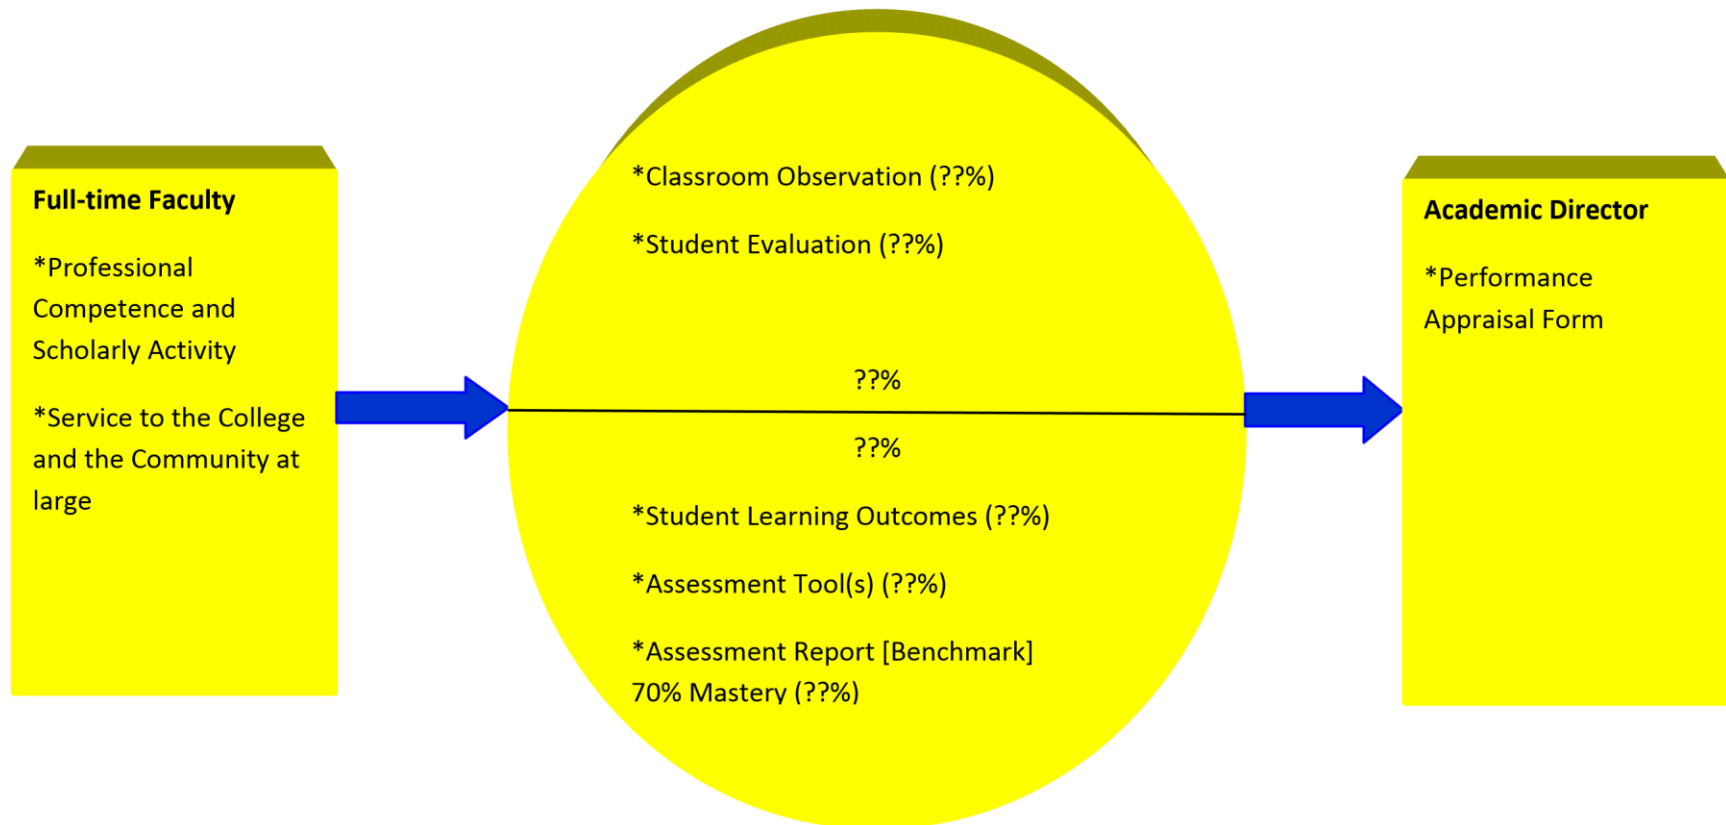 Full-time Faculty
*Professional
Competence and
Scholarly Activity
*Service to the College
and the Community at
large
*Classroom Observation (??%)
*Student Evaluation (??%)
??%
??%
*Student Learning Outcomes (??%)
*Assessment Tool(s) (??%)
*Assessment Report [Benchmark]
70% Mastery (??%)
Academic Director
*Performance
Appraisal Form